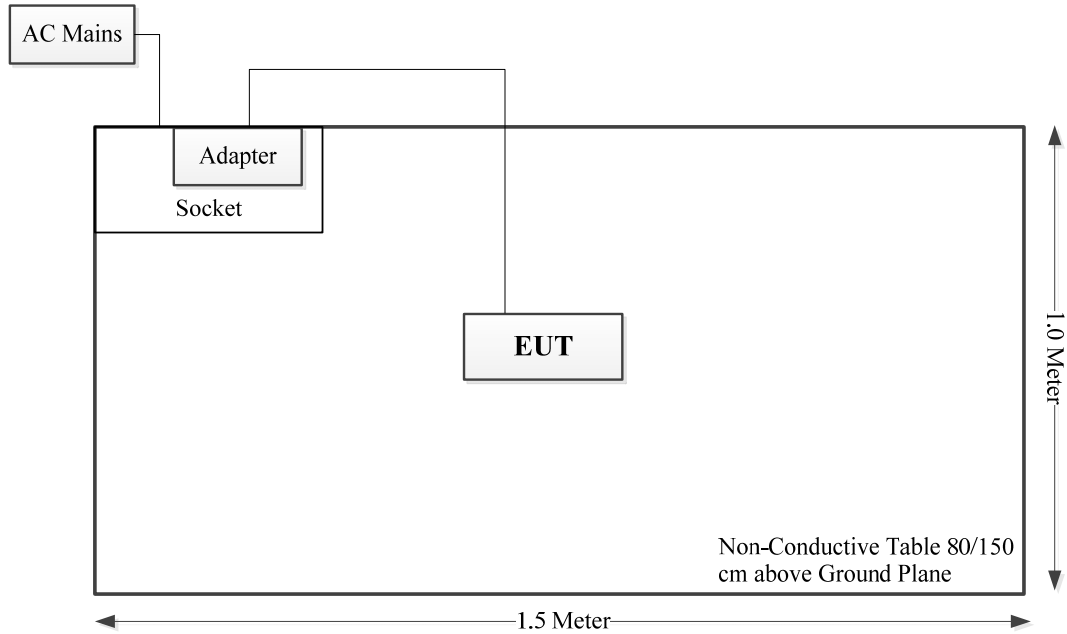 AC Mains
Adapter
Socket
EUT
1.0 Meter
Non-Conductive Table 80/150
cm above Ground Plane
1.5 Meter